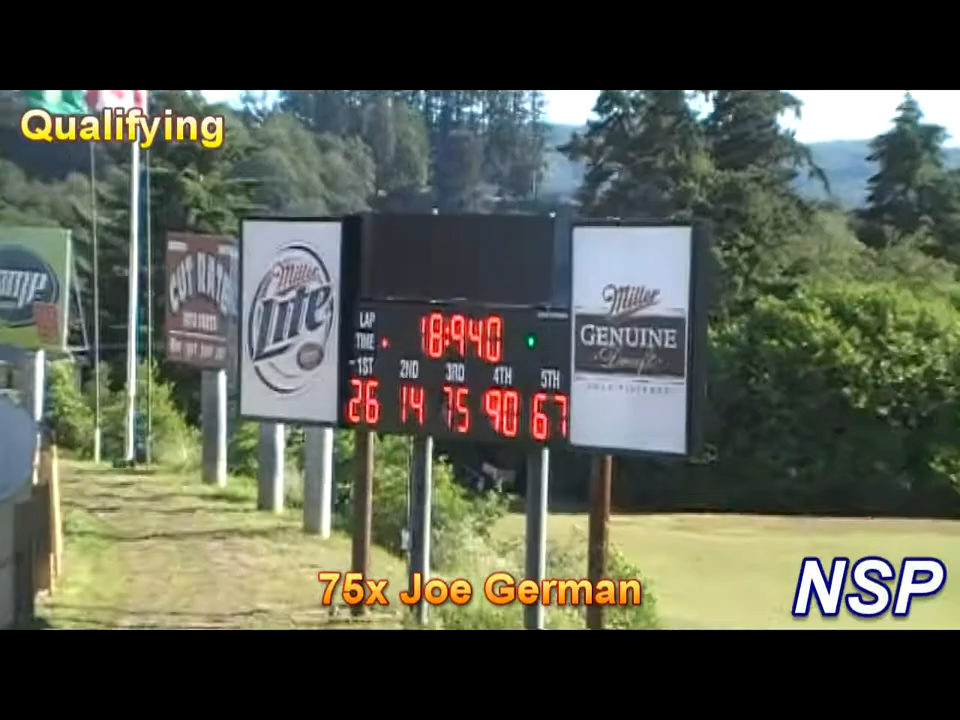 Qualifying
CUT RATE
Miller
Lite
LAP
TIME
18:940
1ST
2ND
3RD
4TH
5TH
26
14
75
90
67
Miller
GENUINE
Draft
75x Joe German
NSP